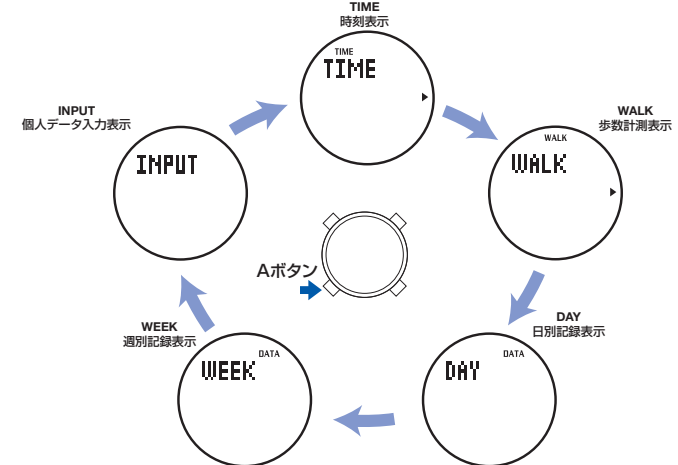 TIME
時刻表示
TIME
TIME
WALK
歩数計測表示
WALK
WALK
DAY
日別記録表示
DATA
DAY
WEEK
週別記録表示
DATA
WEEK
INPUT
個人データ入力表示
INPUT
Aボタン